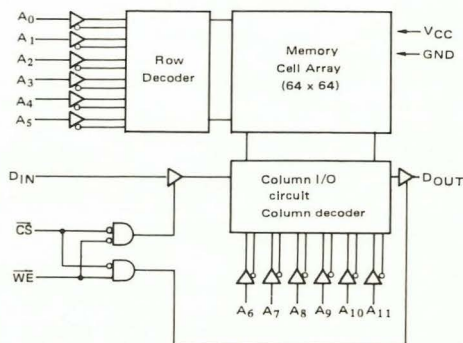 A0
A1
A2
A3
A4
A5
Row
Decoder
Memory
Cell Array
(64 x 64)
VCC
GND
DIN
Column I/O
circuit
Column decoder
DOUT
CS
WE
A6 A7 A8 A9 A10 A11